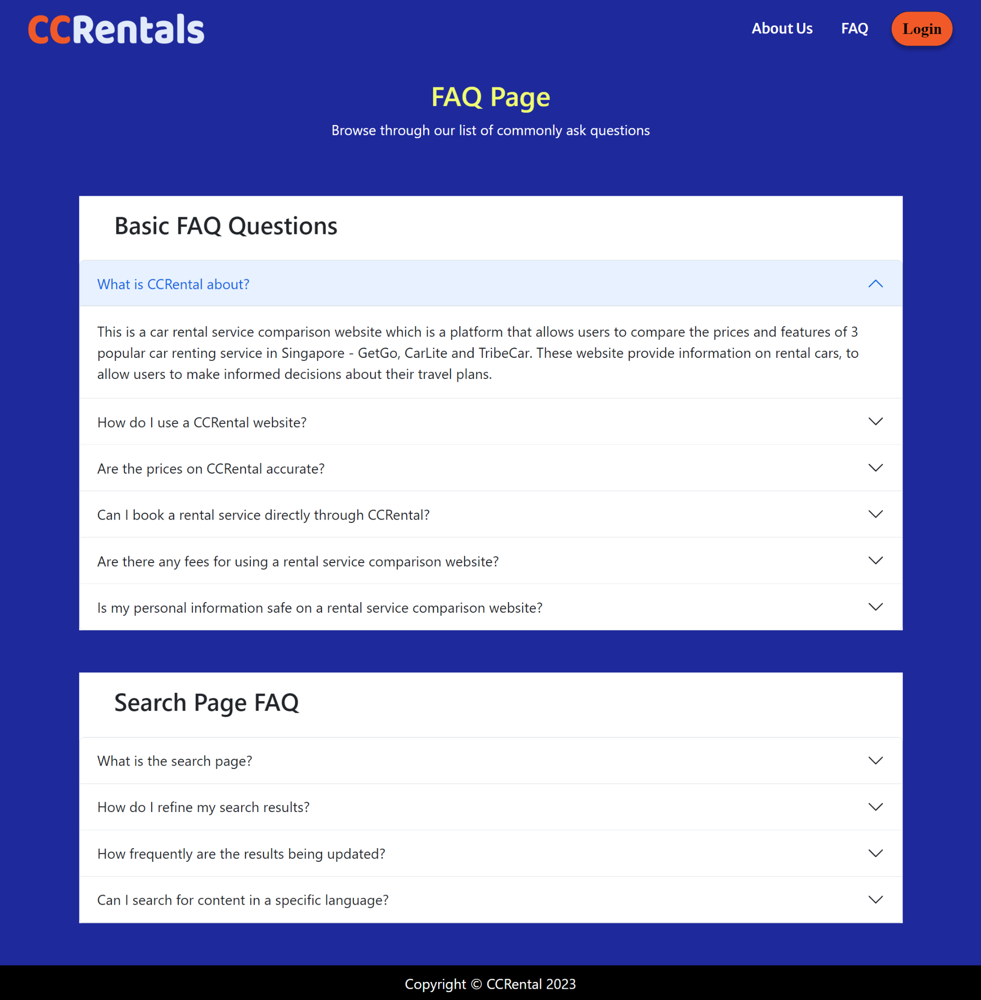 CCRentals
About Us
FAQ
Login
FAQ Page
Browse through our list of commonly ask questions
Basic FAQ Questions
What is CCRental about?
This is a car rental service comparison website which is a platform that allows users to compare the prices and features of 3
popular car renting service in Singapore - GetGo, CarLite and TribeCar. These website provide information on rental cars, to
allow users to make informed decisions about their travel plans.
How do I use a CCRental website?
Are the prices on CCRental accurate?
Can I book a rental service directly through CCRental?
Are there any fees for using a rental service comparison website?
Is my personal information safe on a rental service comparison website?
Search Page FAQ
What is the search page?
How do I refine my search results?
How frequently are the results being updated?
Can I search for content in a specific language?
Copyright © CCRental 2023